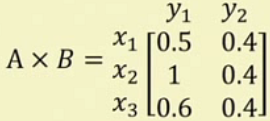 y₁ y₂
x₁ [0.5 0.4
A × B = x₂ 1 0.4
x₃ 0.6 0.4]